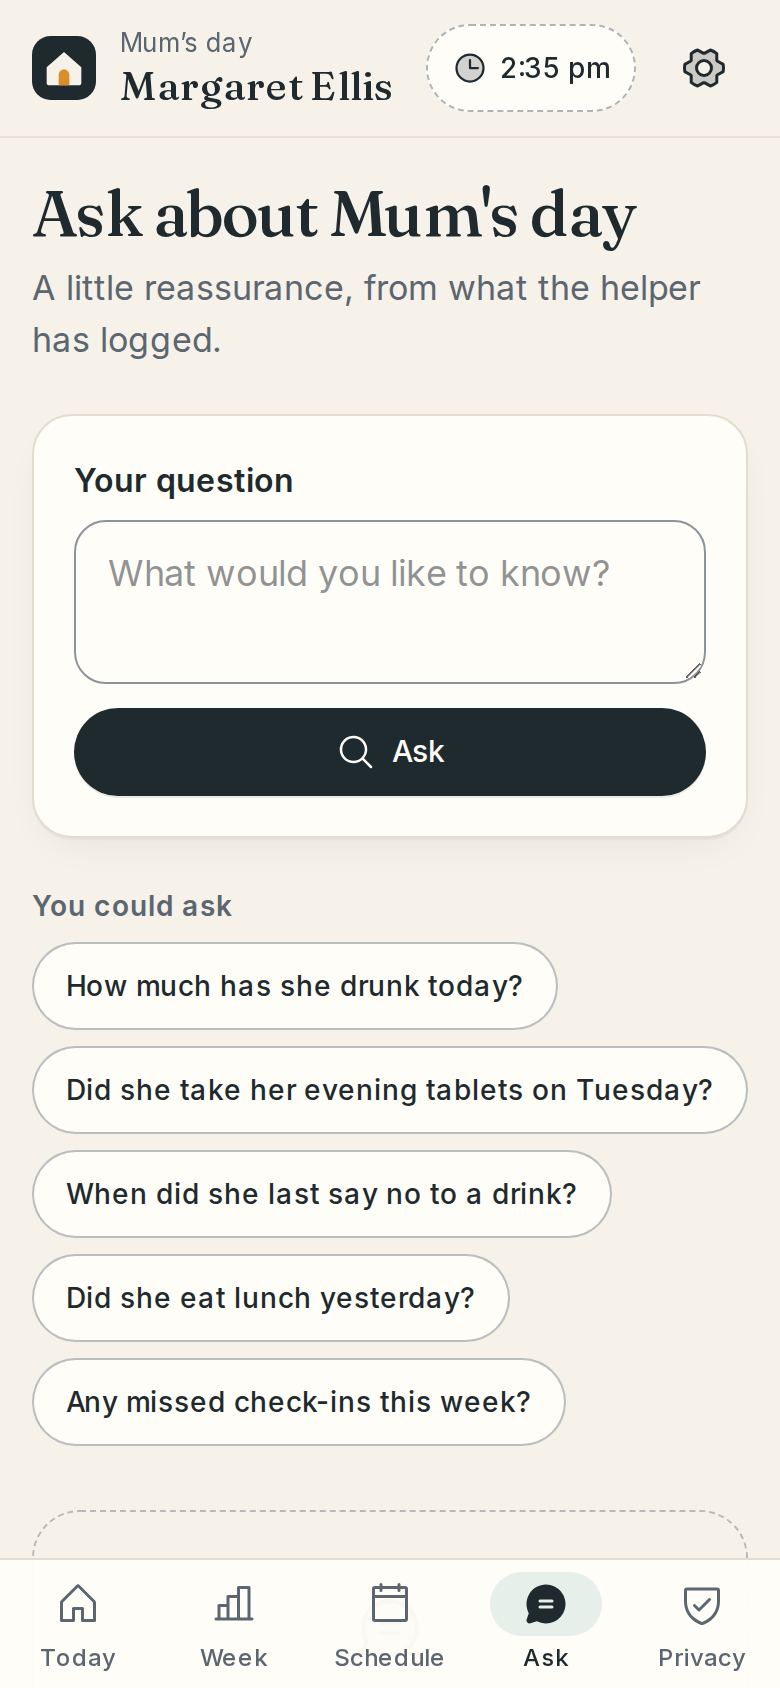 Mum’s day
Margaret Ellis
2:35 pm
Ask about Mum's day
A little reassurance, from what the helper
has logged.
Your question
What would you like to know?
Ask
You could ask
How much has she drunk today?
Did she take her evening tablets on Tuesday?
When did she last say no to a drink?
Did she eat lunch yesterday?
Any missed check-ins this week?
Today
Week
Schedule
Ask
Privacy